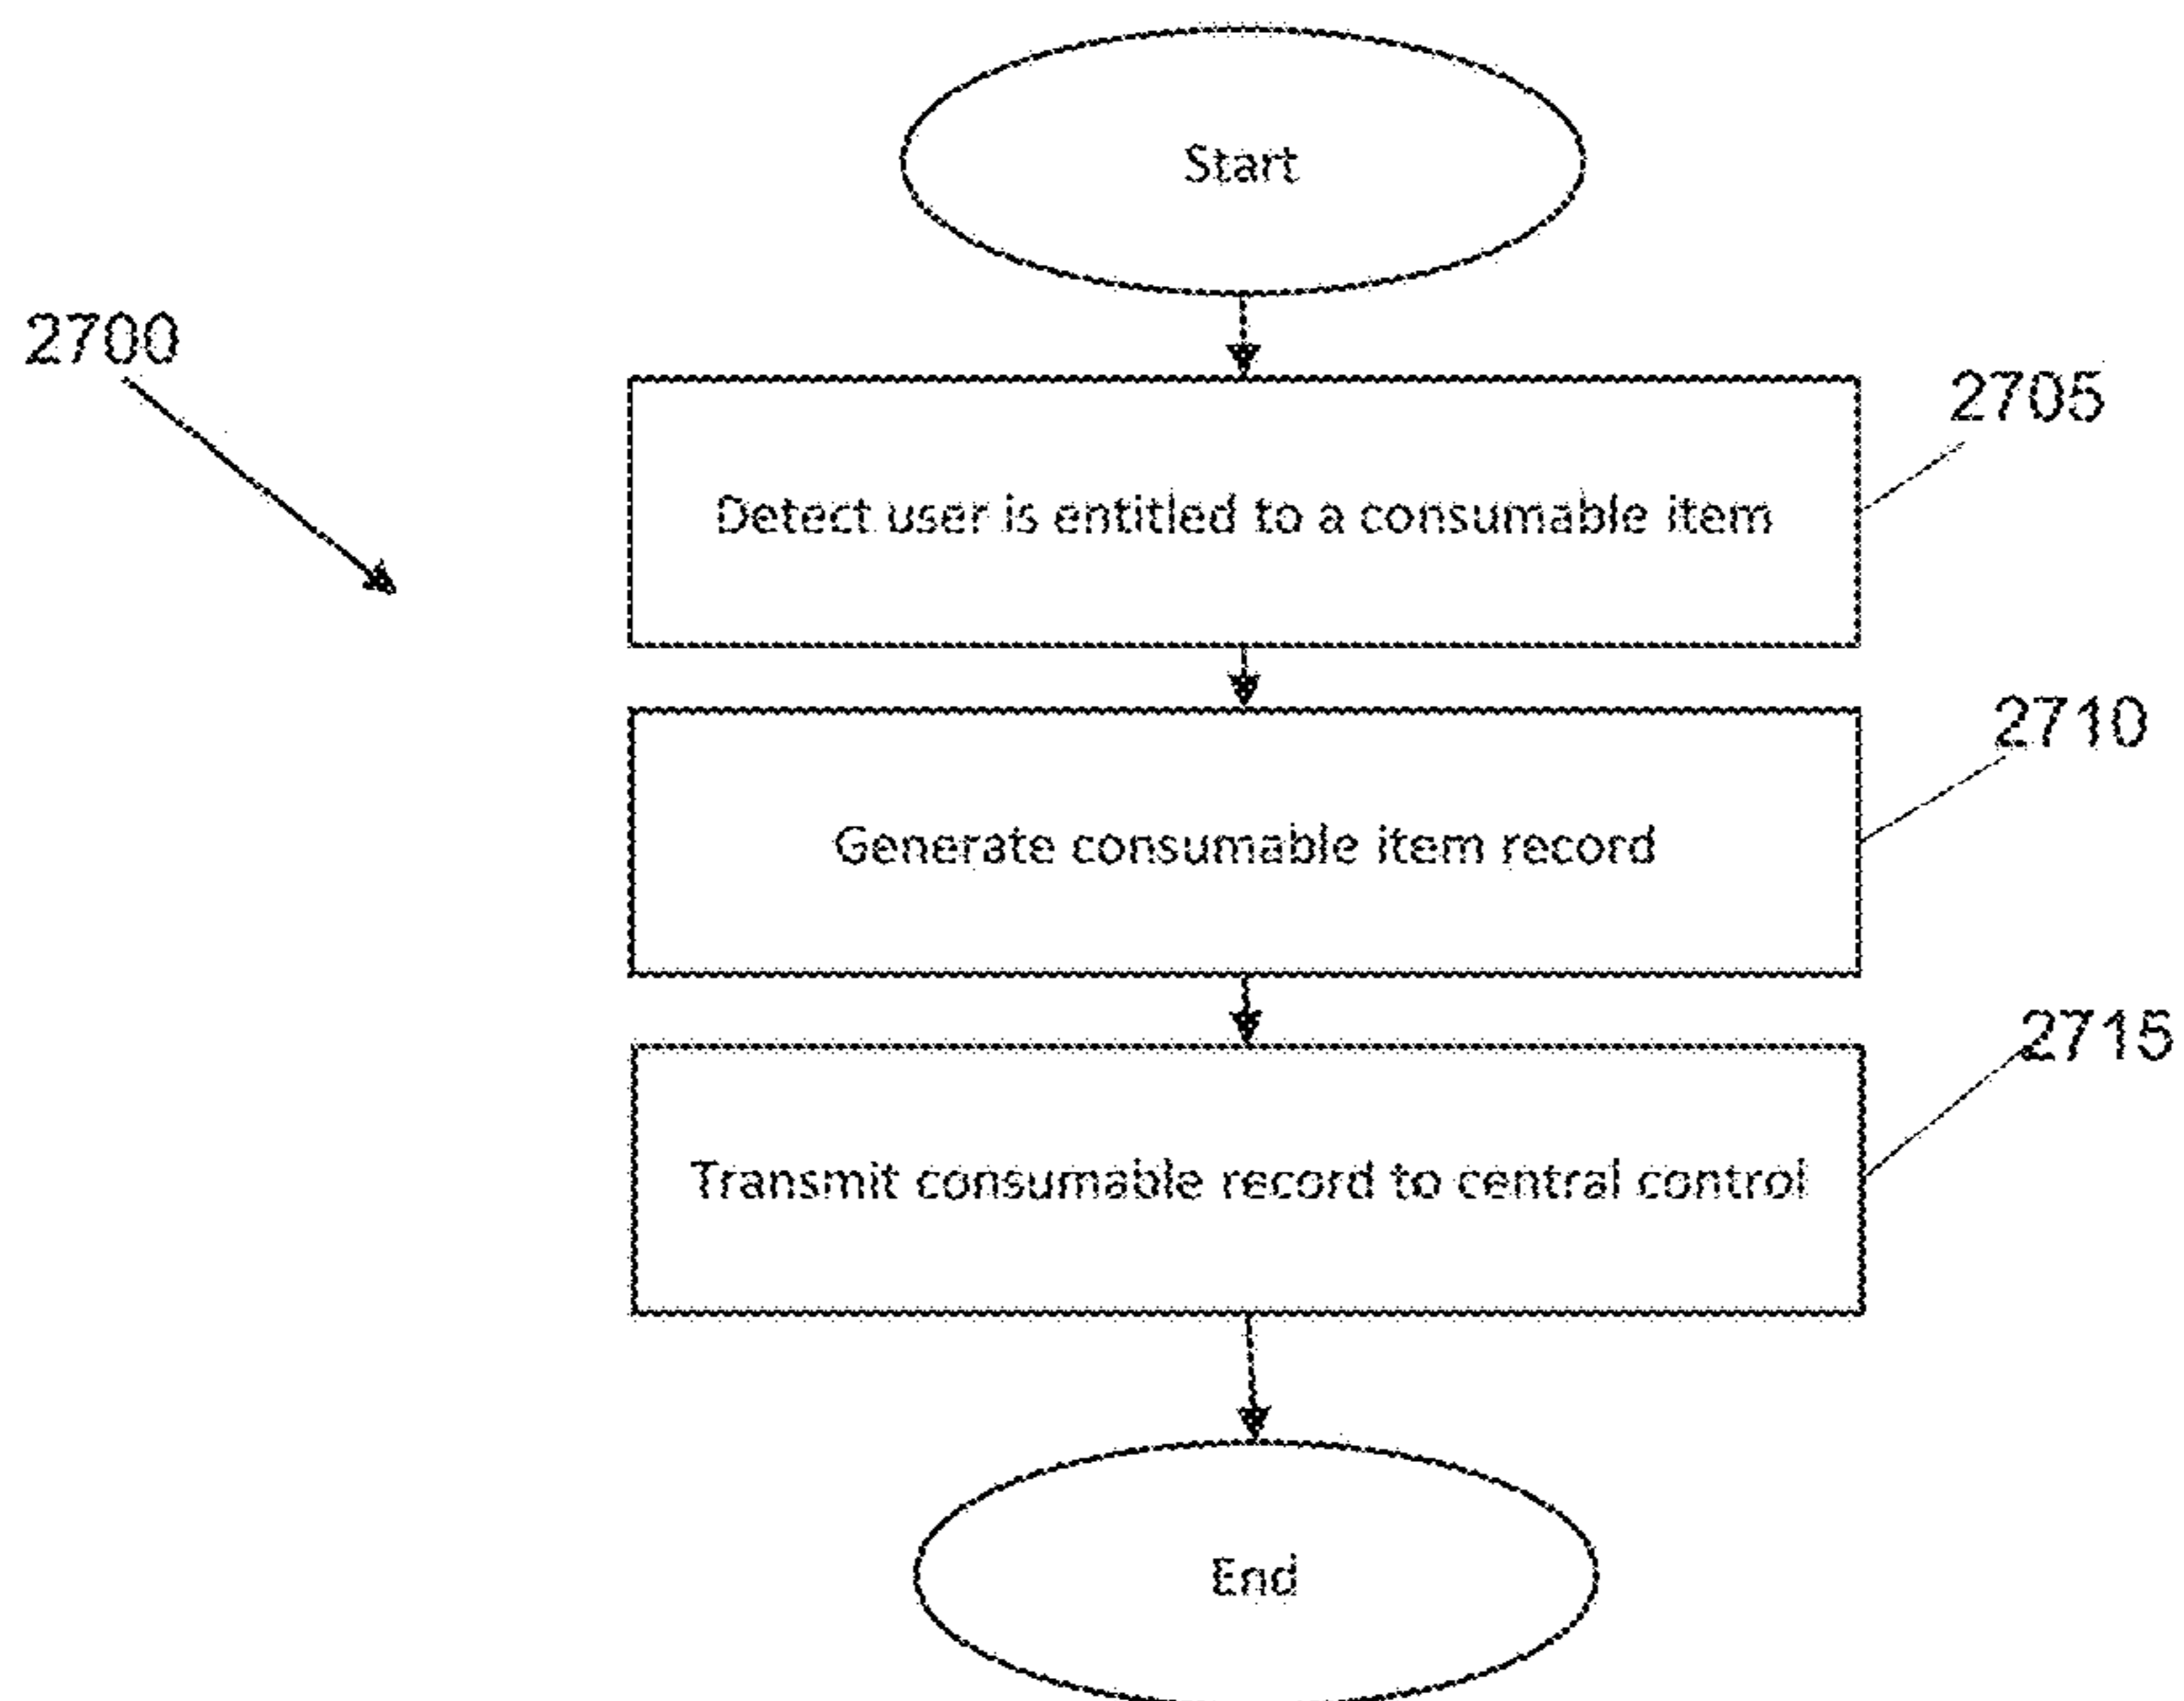 Start
2700
2705
Detect user is entitled to a consumable item
2710
Generate consumable item record
2715
Transmit consumable record to central control
End